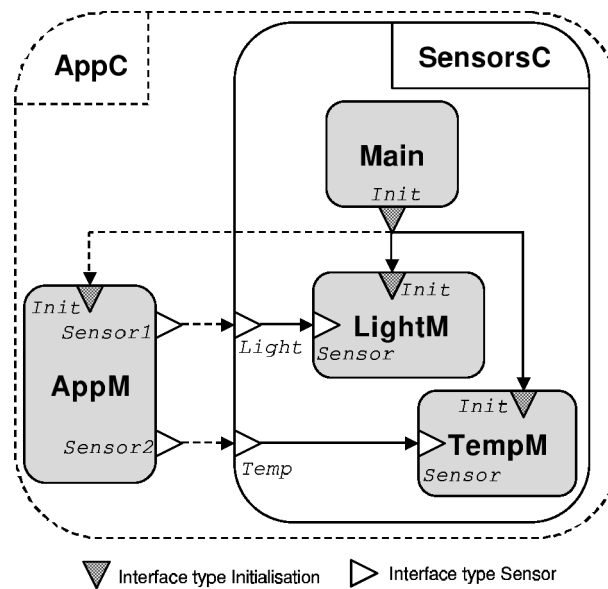 AppC
SensorsC
Main
Init
Init
Init
Sensor1
LightM
Light
Sensor
AppM
Init
Sensor2
TempM
Temp
Sensor
Interface type Initialisation
Interface type Sensor